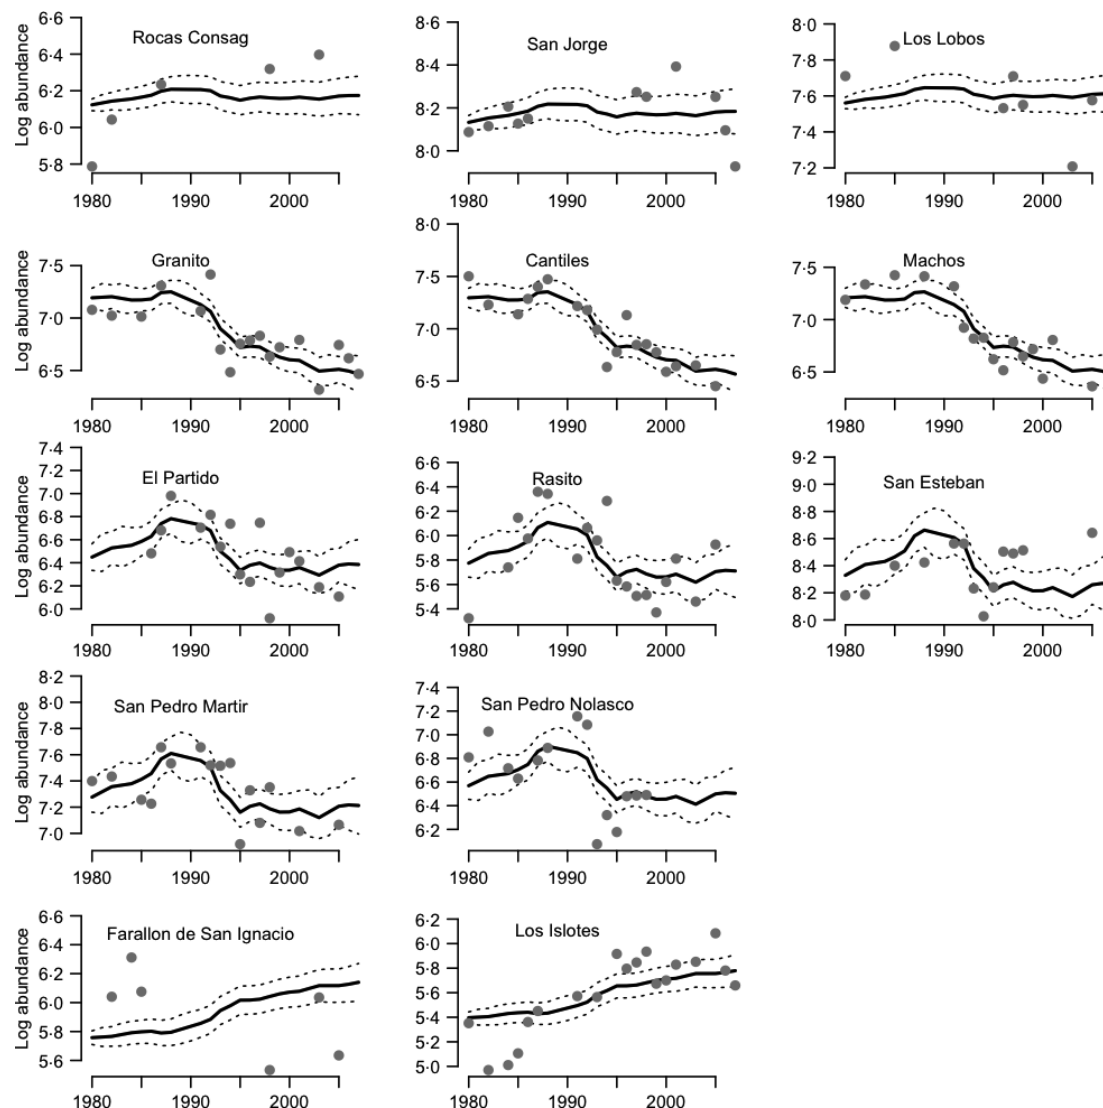 Rocas Consag
San Jorge
Los Lobos
Log abundance
6·6
6·4
6·2
6·0
5·8
1980 1990 2000
8·6
8·4
8·2
8·0
1980 1990 2000
8·0
7·8
7·6
7·4
7·2
1980 1990 2000
Granito
Cantiles
Machos
Log abundance
7·5
7·0
6·5
1980 1990 2000
8·0
7·5
7·0
6·5
1980 1990 2000
7·5
7·0
6·5
1980 1990 2000
El Partido
Rasito
San Esteban
Log abundance
7·4
7·2
7·0
6·8
6·6
6·4
6·2
6·0
1980 1990 2000
6·6
6·4
6·2
6·0
5·8
5·6
5·4
1980 1990 2000
9·2
9·0
8·8
8·6
8·4
8·2
8·0
1980 1990 2000
San Pedro Martir
San Pedro Nolasco
Log abundance
8·2
8·0
7·8
7·6
7·4
7·2
7·0
1980 1990 2000
7·4
7·2
7·0
6·8
6·6
6·4
6·2
1980 1990 2000
Farallon de San Ignacio
Los Islotes
Log abundance
6·6
6·4
6·2
6·0
5·8
5·6
1980 1990 2000
6·2
6·0
5·8
5·6
5·4
5·2
5·0
1980 1990 2000